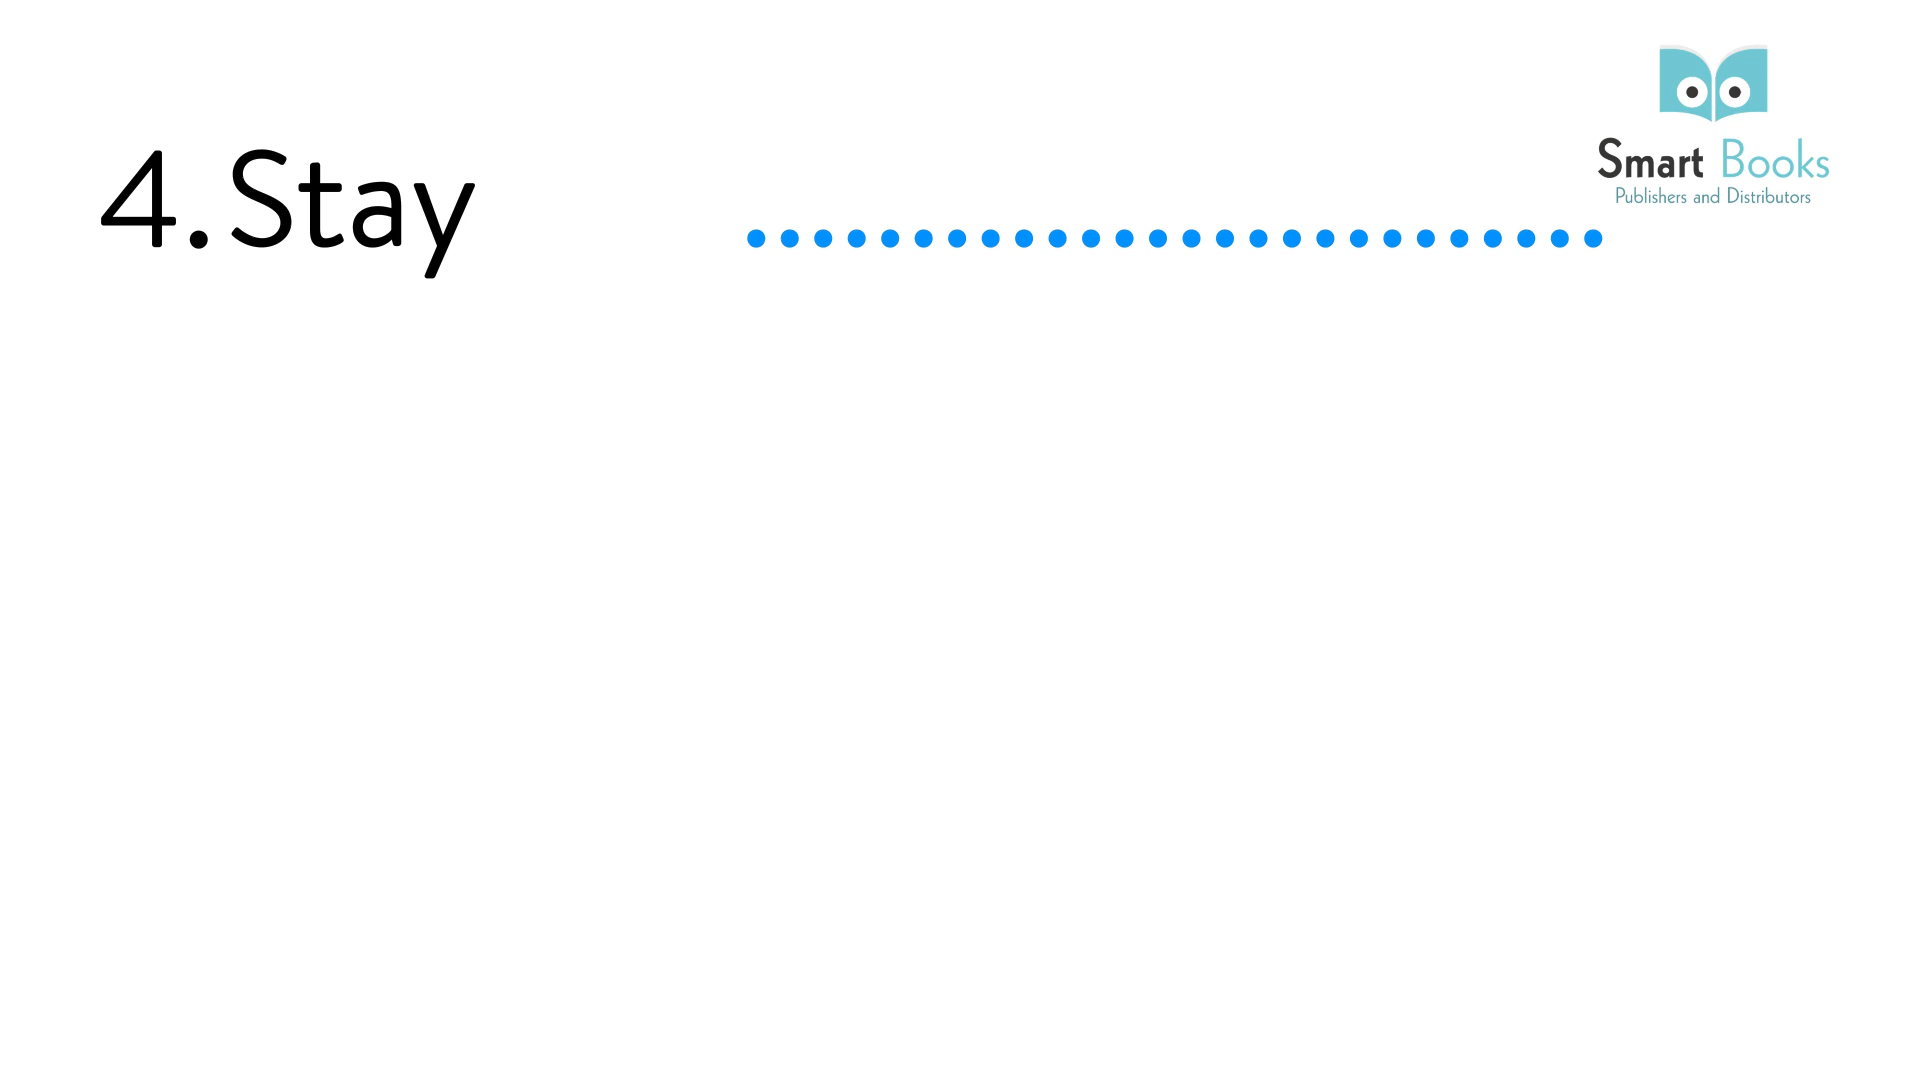 4. Stay ..........................
Smart Books
Publishers and Distributors